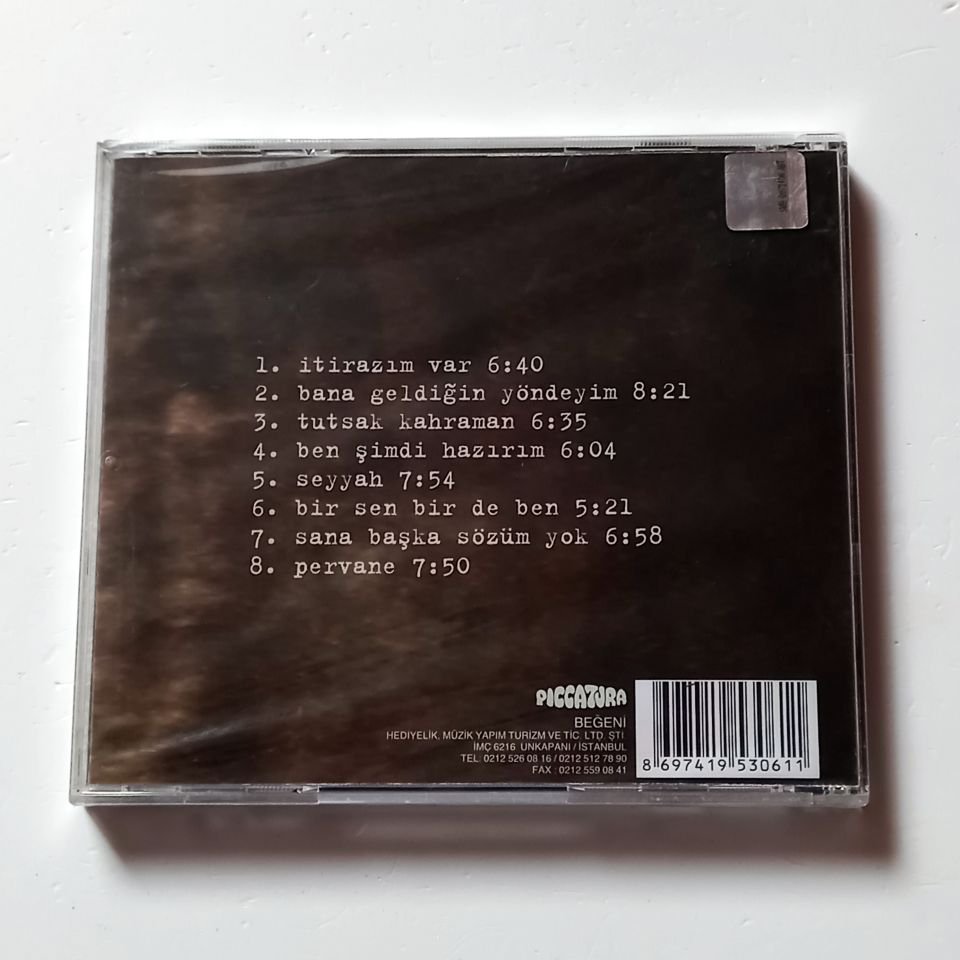 1. itirazım var 6:40
2. bana geldiğin yöndeyim 8:21
3. tutsak kahraman 6:35
4. ben şimdi hazırım 6:04
5. seyyah 7:54
6. bir sen bir de ben 5:21
7. sana başka sözüm yok 6:58
8. pervane 7:50
PICCATURA
BEĞENİ
HEDİYELİK, MÜZİK YAPIM TURİZM VE TİC. LTD. ŞTİ.
İMÇ 6216 UNKAPANI / İSTANBUL
TEL: 0212 526 08 16 / 0212 512 78 90
FAX : 0212 559 08 41
8 697419 530611